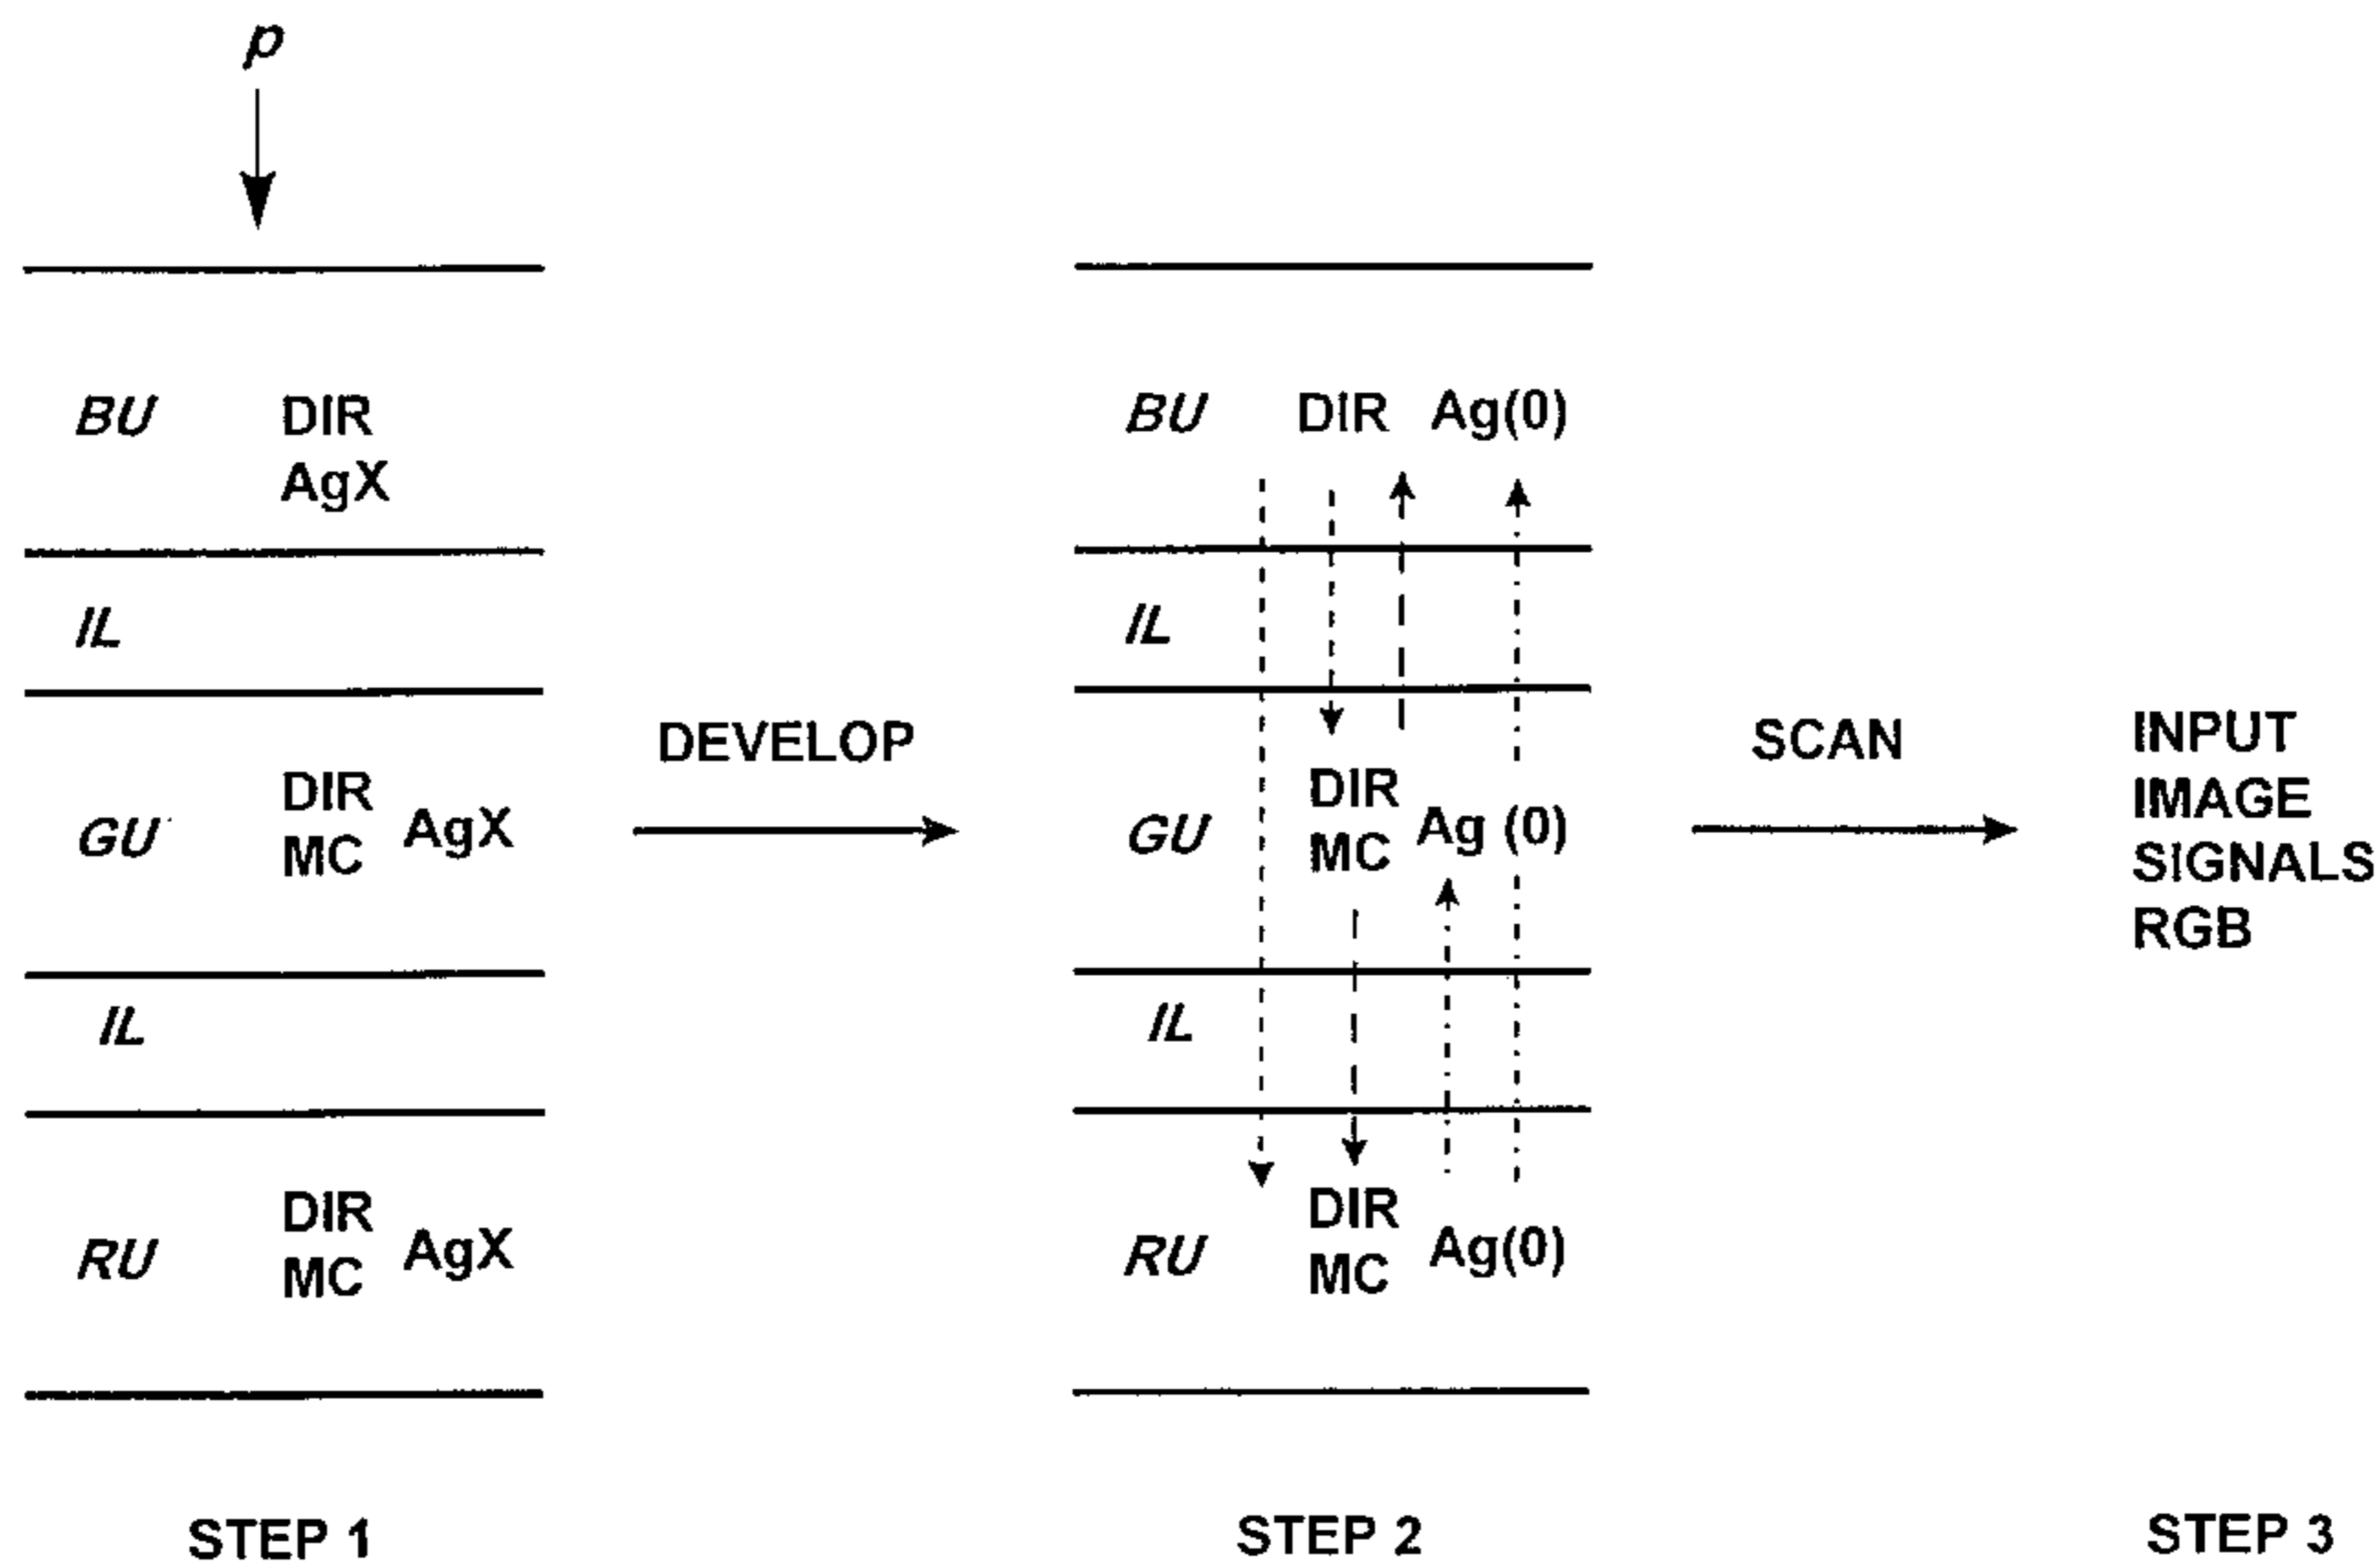 p
BU DIR
AgX
IL
GU DIR
MC AgX
IL
RU DIR
MC AgX
STEP 1
DEVELOP
BU DIR Ag(0)
IL
GU DIR
MC Ag (0)
IL
RU DIR
MC Ag(0)
STEP 2
SCAN
INPUT
IMAGE
SIGNALS
RGB
STEP 3